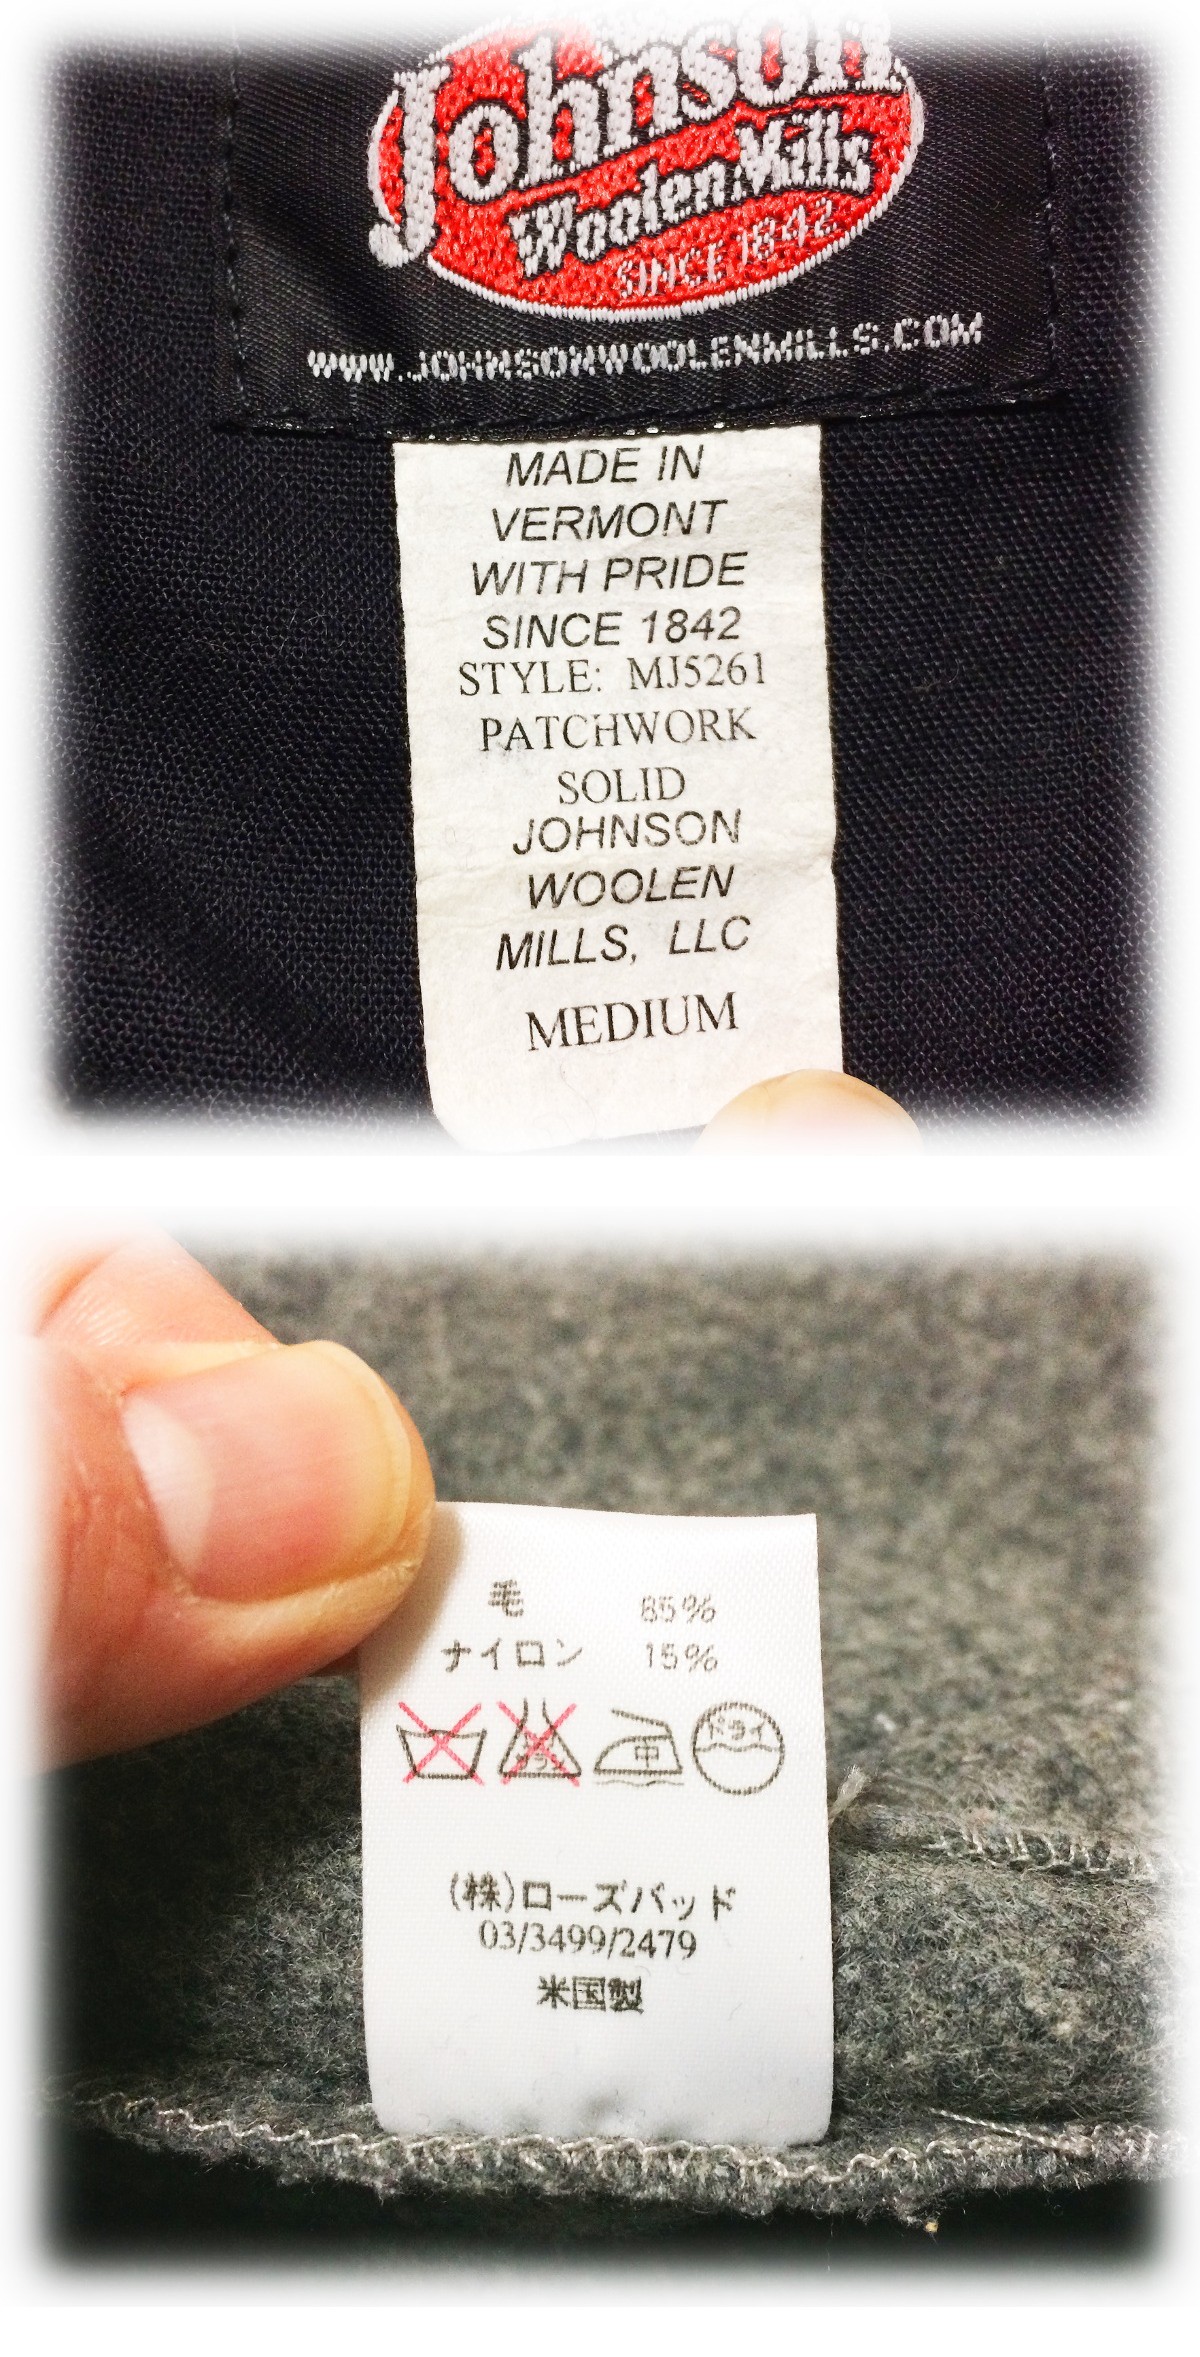 Johnson
Woolen Mills
SINCE 1842
WWW.JOHNSONWOOLENMILLS.COM
MADE IN
VERMONT
WITH PRIDE
SINCE 1842
STYLE: MJ5261
PATCHWORK
SOLID
JOHNSON
WOOLEN
MILLS, LLC
MEDIUM
毛 85%
ナイロン 15%
中 ドライ
(株)ローズバッド
03/3499/2479
米国製